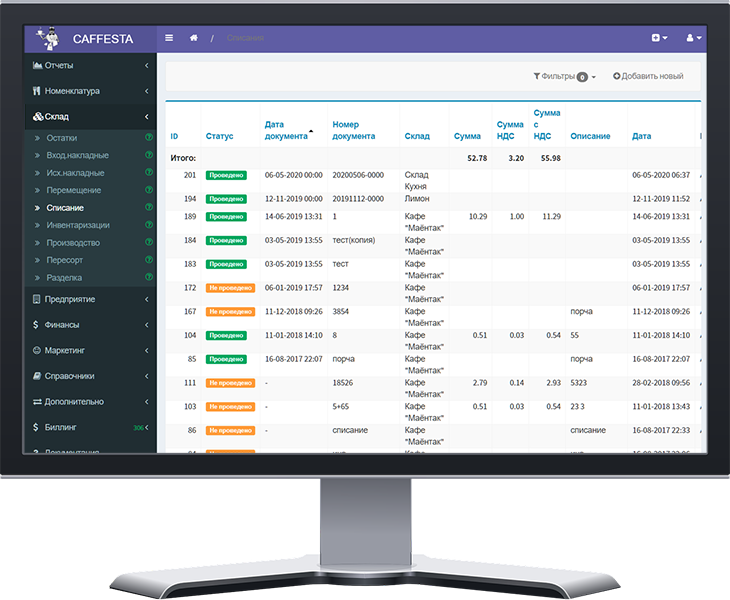 CAFFESTA
/ Списание
Отчеты
Номенклатура
Склад
Остатки
Вход.накладные
Исх.накладные
Перемещение
Списание
Инвентаризации
Производство
Пересорт
Разделка
Предприятие
$ Финансы
Маркетинг
Справочники
Дополнительно
$ Биллинг 306
? Документация
Фильтры 0 Добавить новый
ID Статус Дата документа Номер документа Склад Сумма Сумма НДС Сумма с НДС Описание Дата
Итого: 52.78 3.20 55.98
201 Проведено 06-05-2020 00:00 20200506-0000 Склад Кухня 06-05-2020 06:37
194 Проведено 12-11-2019 00:00 20191112-0000 Лимон 12-11-2019 11:52
189 Проведено 14-06-2019 13:31 1 Кафе "Маёнтак" 10.29 1.00 11.29 14-06-2019 13:31
184 Проведено 03-05-2019 13:55 тест(копия) Кафе "Маёнтак" 03-05-2019 13:55
183 Проведено 03-05-2019 13:55 тест Кафе "Маёнтак" 03-05-2019 13:55
172 Не проведено 06-01-2019 17:57 1234 Кафе "Маёнтак" 06-01-2019 17:57
167 Не проведено 11-12-2018 09:26 3854 Кафе "Маёнтак" порча 11-12-2018 09:26
104 Проведено 11-01-2018 14:10 8 Кафе "Маёнтак" 0.51 0.03 0.54 55 11-01-2018 14:10
85 Проведено 16-08-2017 22:07 порча Кафе "Маёнтак" порча 16-08-2017 22:07
111 Не проведено - 18526 Кафе "Маёнтак" 2.79 0.14 2.93 5323 28-02-2018 09:56
103 Не проведено - 5+65 Кафе "Маёнтак" 0.51 0.03 0.54 23 3 11-01-2018 13:43
86 Не проведено - списание Кафе "Маёнтак" списание 16-08-2017 22:33